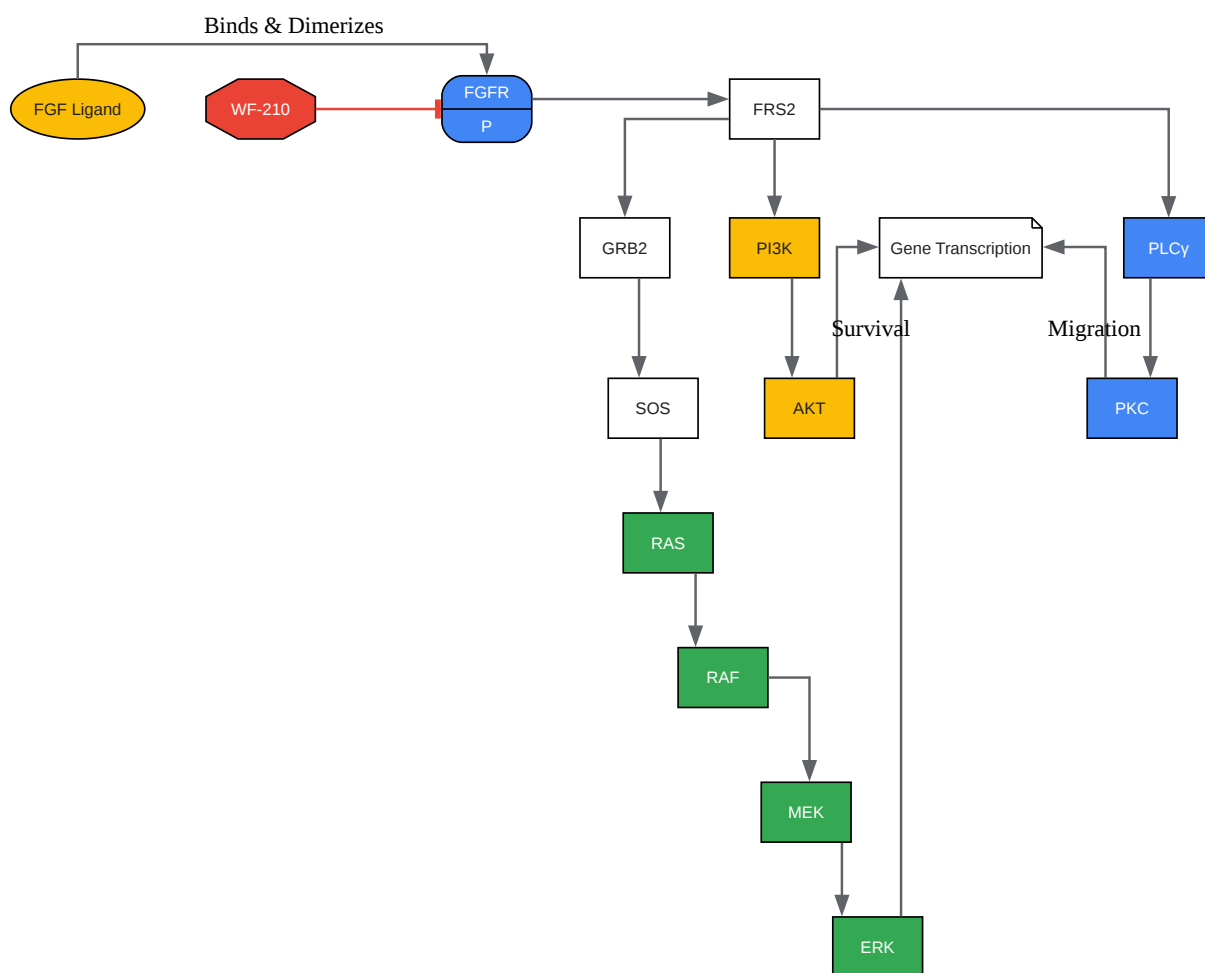 Binds & Dimerizes
FGF Ligand
WF-210
FGFR
P
FRS2
GRB2
PI3K
Gene Transcription
PLCγ
Survival
Migration
SOS
AKT
PKC
RAS
RAF
MEK
ERK